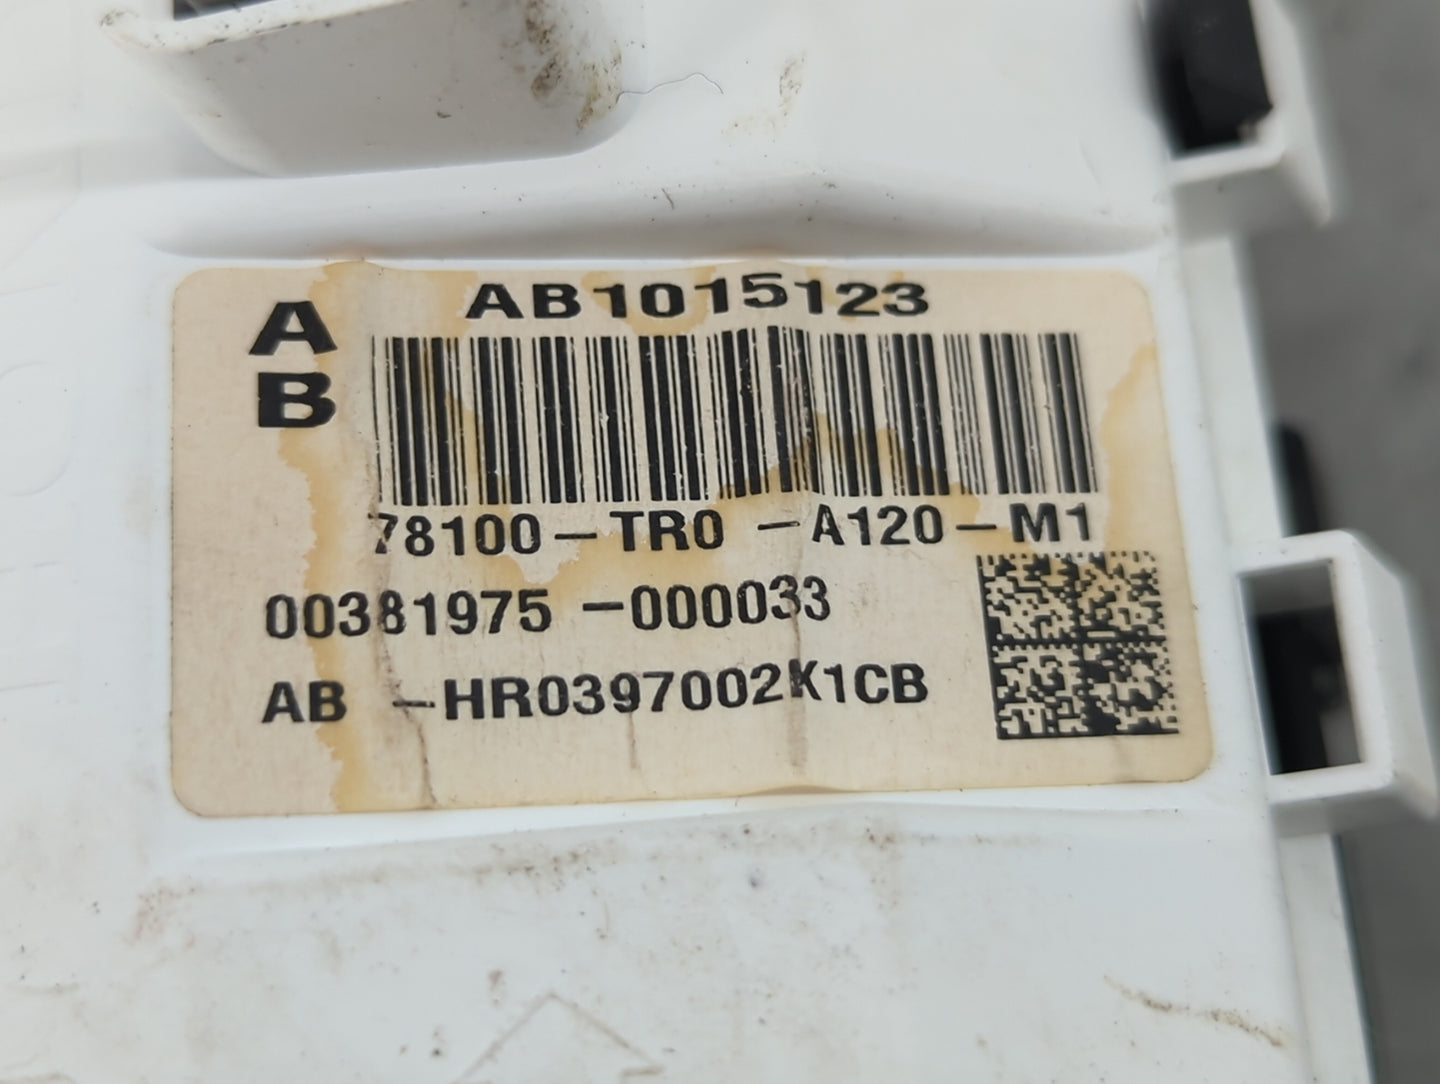 AB1015123
A
B
78100-TR0 -A120-M1
00381975 -000033
AB -HR0397002K1CB